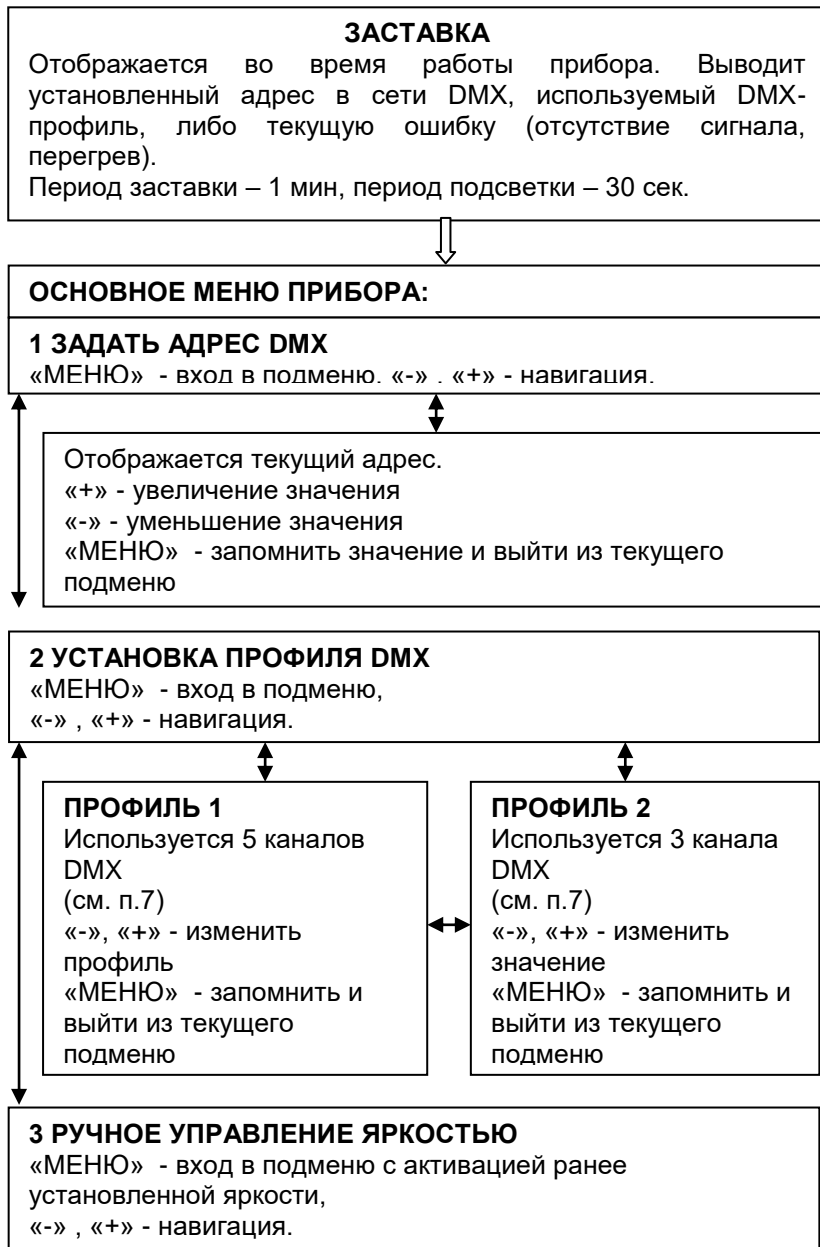 ЗАСТАВКА
Отображается во время работы прибора. Выводит
установленный адрес в сети DMX, используемый DMX-
профиль, либо текущую ошибку (отсутствие сигнала,
перегрев).
Период заставки – 1 мин, период подсветки – 30 сек.
ОСНОВНОЕ МЕНЮ ПРИБОРА:
1 ЗАДАТЬ АДРЕС DMX
«МЕНЮ» - вход в подменю. «-» , «+» - навигация.
Отображается текущий адрес.
«+» - увеличение значения
«-» - уменьшение значения
«МЕНЮ» - запомнить значение и выйти из текущего
подменю
2 УСТАНОВКА ПРОФИЛЯ DMX
«МЕНЮ» - вход в подменю,
«-» , «+» - навигация.
ПРОФИЛЬ 1
Используется 5 каналов
DMX
(см. п.7)
«-», «+» - изменить
профиль
«МЕНЮ» - запомнить и
выйти из текущего
подменю
ПРОФИЛЬ 2
Используется 3 канала
DMX
(см. п.7)
«-», «+» - изменить
значение
«МЕНЮ» - запомнить и
выйти из текущего
подменю
3 РУЧНОЕ УПРАВЛЕНИЕ ЯРКОСТЬЮ
«МЕНЮ» - вход в подменю с активацией ранее
установленной яркости,
«-» , «+» - навигация.